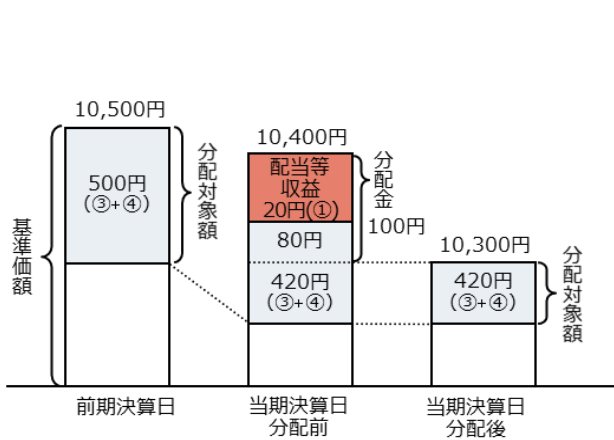 10,500円
500円
(③+④)
分配対象額
基準価額
前期決算日
10,400円
配当等
収益
20円(①)
80円
420円
(③+④)
分配金
100円
当期決算日
分配前
10,300円
420円
(③+④)
分配対象額
当期決算日
分配後